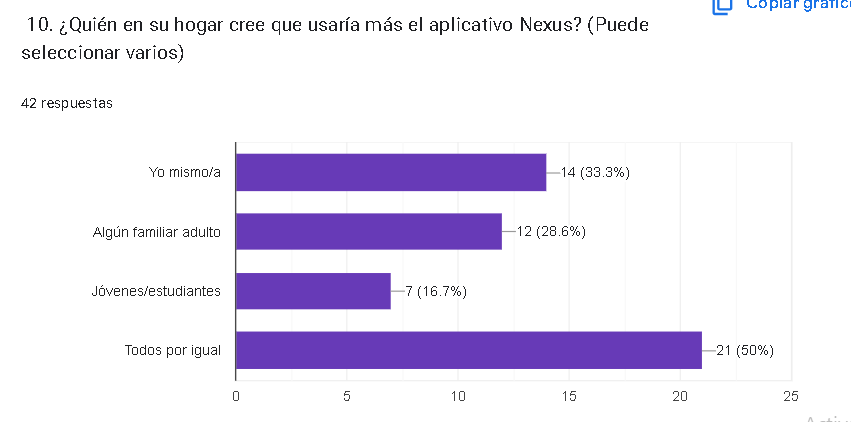 Copiar gráfic
10. ¿Quién en su hogar cree que usaría más el aplicativo Nexus? (Puede
seleccionar varios)
42 respuestas
Yo mismo/a
14 (33.3%)
Algún familiar adulto
12 (28.6%)
Jóvenes/estudiantes
7 (16.7%)
Todos por igual
21 (50%)
0 5 10 15 20 25